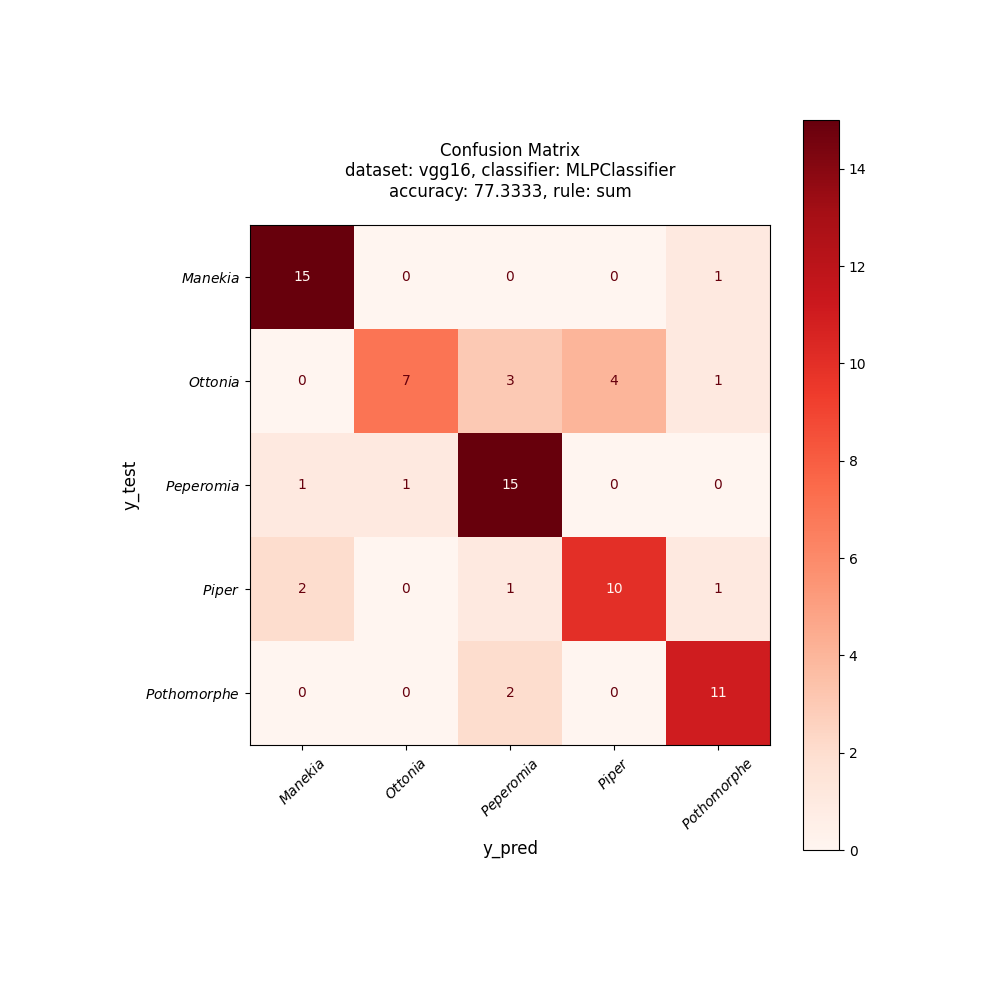 Confusion Matrix
dataset: vgg16, classifier: MLPClassifier
accuracy: 77.3333, rule: sum
y_test
Manekia 15 0 0 0 1
Ottonia 0 7 3 4 1
Peperomia 1 1 15 0 0
Piper 2 0 1 10 1
Pothomorphe 0 0 2 0 11
Manekia Ottonia Peperomia Piper Pothomorphe
y_pred
14
12
10
8
6
4
2
0